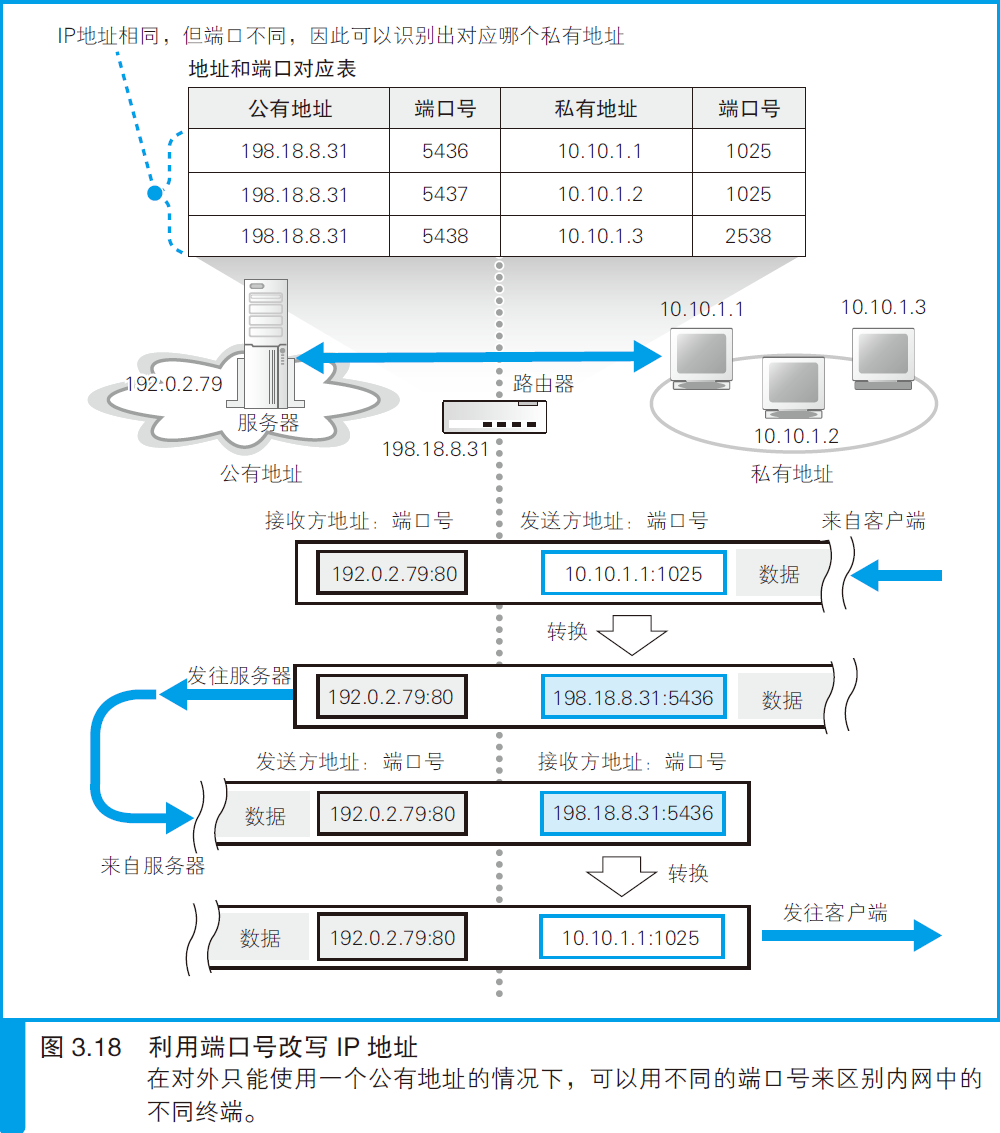 IP地址相同，但端口不同，因此可以识别出对应哪个私有地址
地址和端口对应表
公有地址 端口号 私有地址 端口号
198.18.8.31 5436 10.10.1.1 1025
198.18.8.31 5437 10.10.1.2 1025
198.18.8.31 5438 10.10.1.3 2538
10.10.1.1
10.10.1.3
192.0.2.79
服务器
路由器
198.18.8.31
10.10.1.2
公有地址
私有地址
接收方地址：端口号 发送方地址：端口号 来自客户端
192.0.2.79:80 10.10.1.1:1025 数据
转换
发往服务器
192.0.2.79:80 198.18.8.31:5436 数据
发送方地址：端口号 接收方地址：端口号
数据 192.0.2.79:80 198.18.8.31:5436
来自服务器
转换
发往客户端
数据 192.0.2.79:80 10.10.1.1:1025
图 3.18 利用端口号改写 IP 地址
在对外只能使用一个公有地址的情况下，可以用不同的端口号来区别内网中的
不同终端。